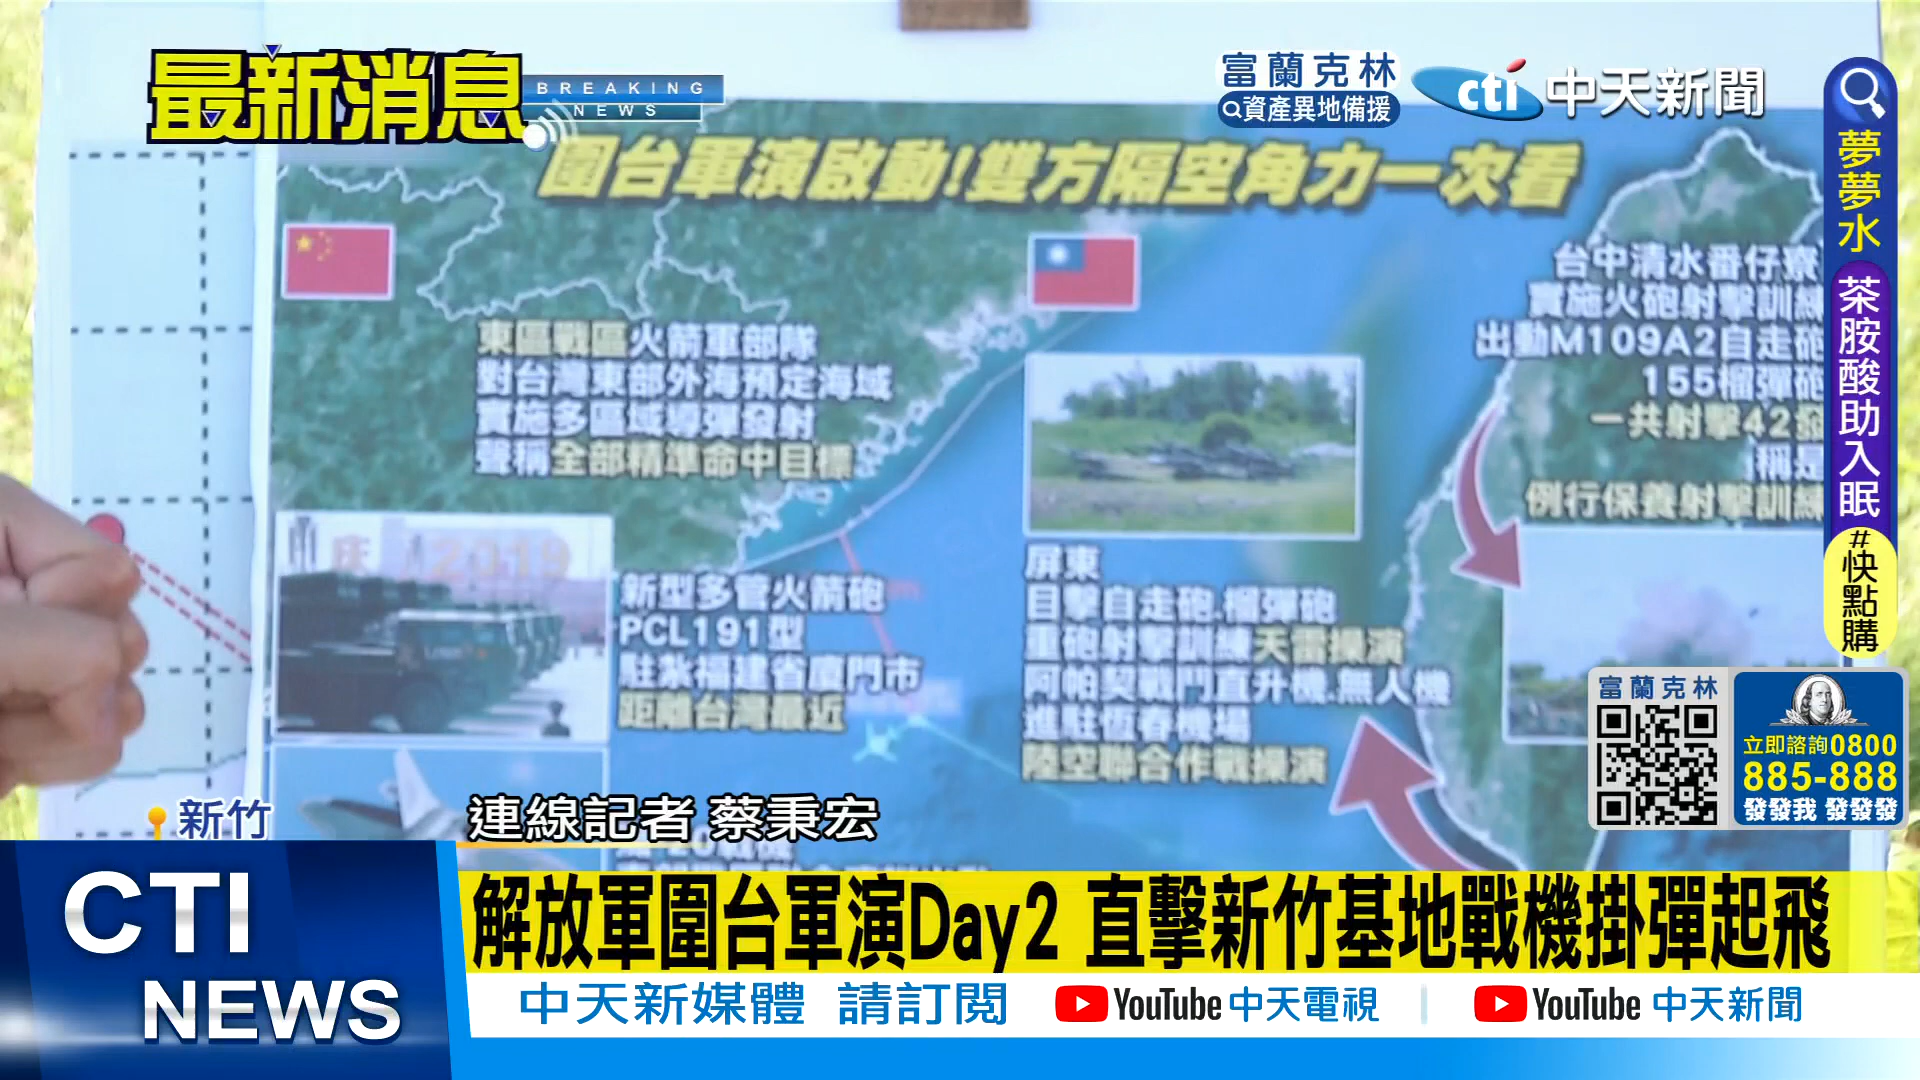 最新消息
BREAKING
NEWS
富蘭克林
資產異地備援
cti 中天新聞
夢夢水
茶胺酸助入眠
#快點購
圍台軍演啟動!雙方隔空角力一次看
東區戰區火箭軍部隊
對台灣東部外海預定海域
實施多區域導彈發射
聲稱全部精準命中目標
2019
新型多管火箭砲
PCL191型
駐紮福建省廈門市
距離台灣最近
屏東
目擊自走砲.榴彈砲
重砲射擊訓練天雷操演
阿帕契戰鬥直升機.無人機
進駐恆春機場
陸空聯合作戰操演
台中清水番仔寮
實施火砲射擊訓練
出動M109A2自走砲
155榴彈砲
一共射擊42發
稱是
例行保養射擊訓練
富蘭克林
立即諮詢0800
885-888
發發我 發發發
新竹
連線記者 蔡秉宏
CTI
NEWS
解放軍圍台軍演Day2 直擊新竹基地戰機掛彈起飛
中天新媒體 請訂閱 YouTube 中天電視 YouTube 中天新聞